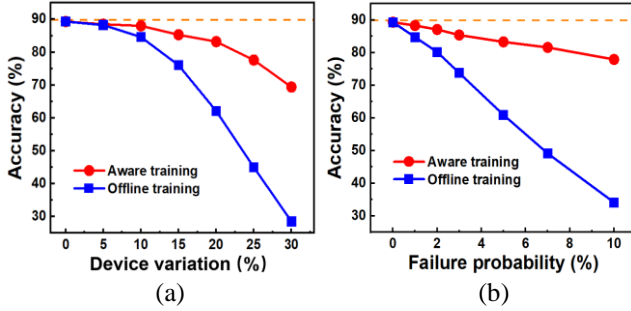 90
80
70
60
50
40
30
Accuracy (%)
Aware training
Offline training
0 5 10 15 20 25 30
Device variation (%)
(a)
90
80
70
60
50
40
30
Accuracy (%)
Aware training
Offline training
0 2 4 6 8 10
Failure probability (%)
(b)